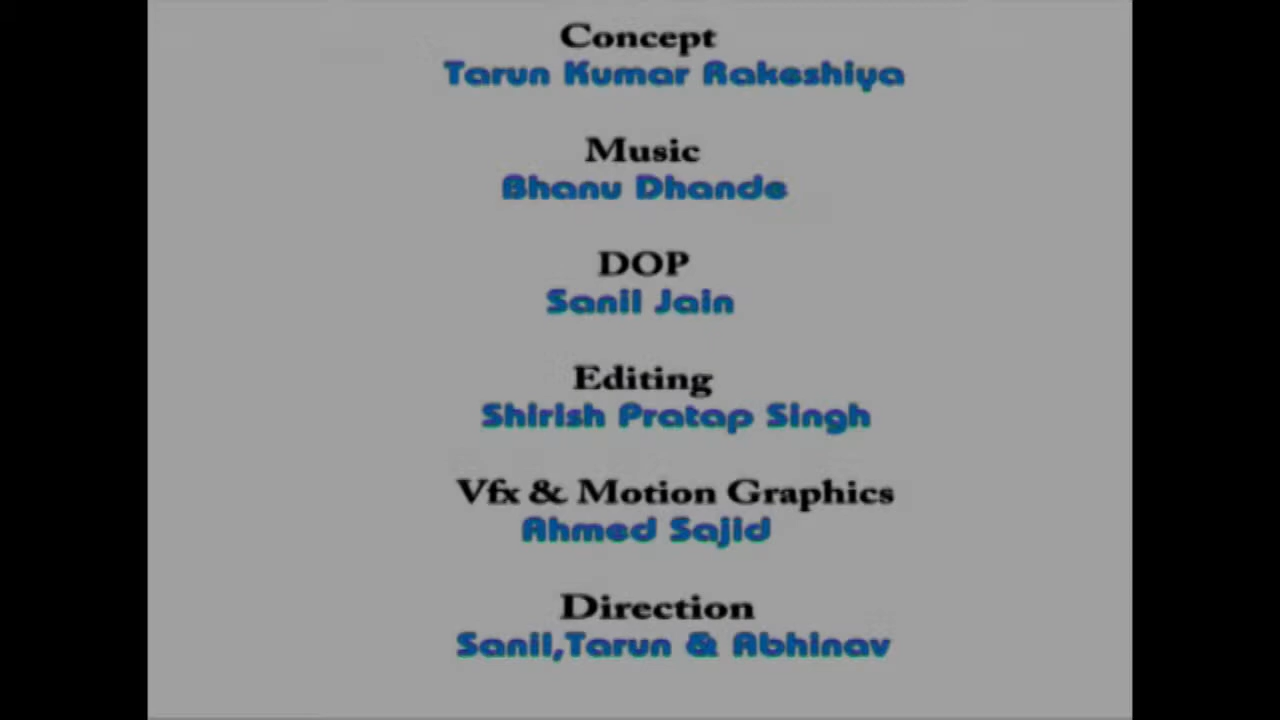 Concept
Tarun Kumar Rakeshiya
Music
Bhanu Dhande
DOP
Sanil Jain
Editing
Shirish Pratap Singh
Vfx & Motion Graphics
Ahmed Sajid
Direction
Sanil,Tarun & Abhinav